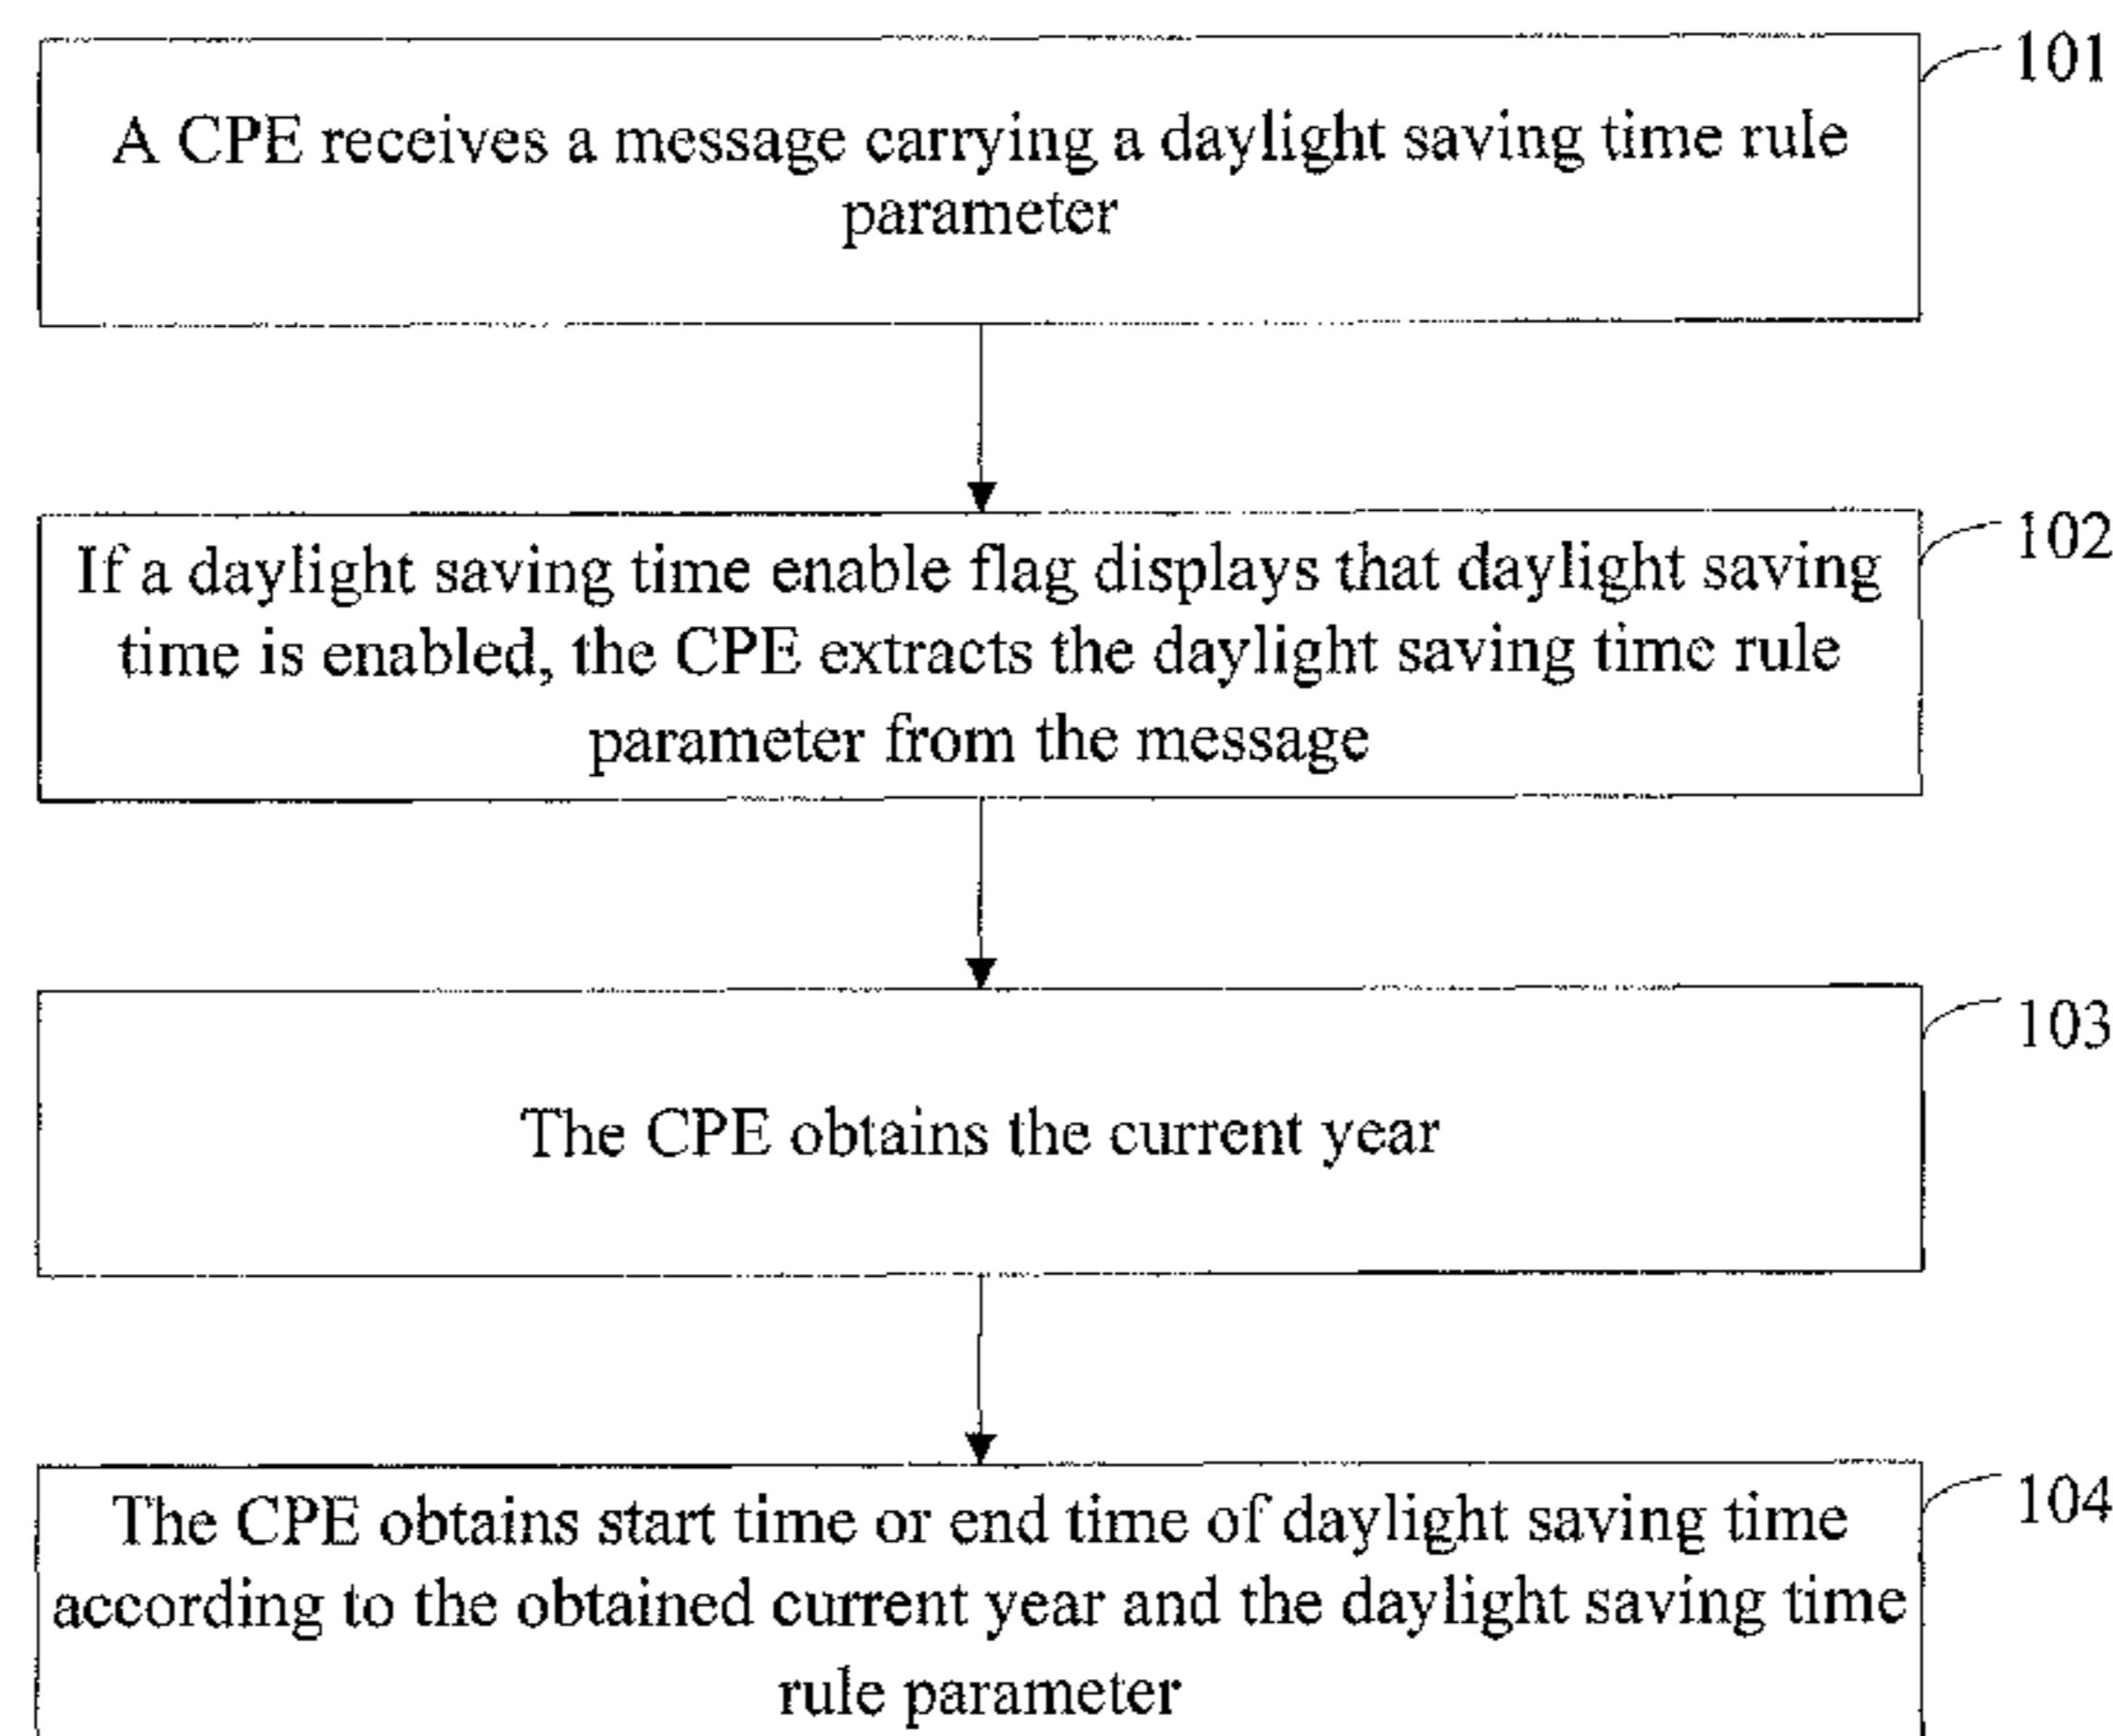 101
A CPE receives a message carrying a daylight saving time rule
parameter
102
If a daylight saving time enable flag displays that daylight saving
time is enabled, the CPE extracts the daylight saving time rule
parameter from the message
103
The CPE obtains the current year
104
The CPE obtains start time or end time of daylight saving time
according to the obtained current year and the daylight saving time
rule parameter